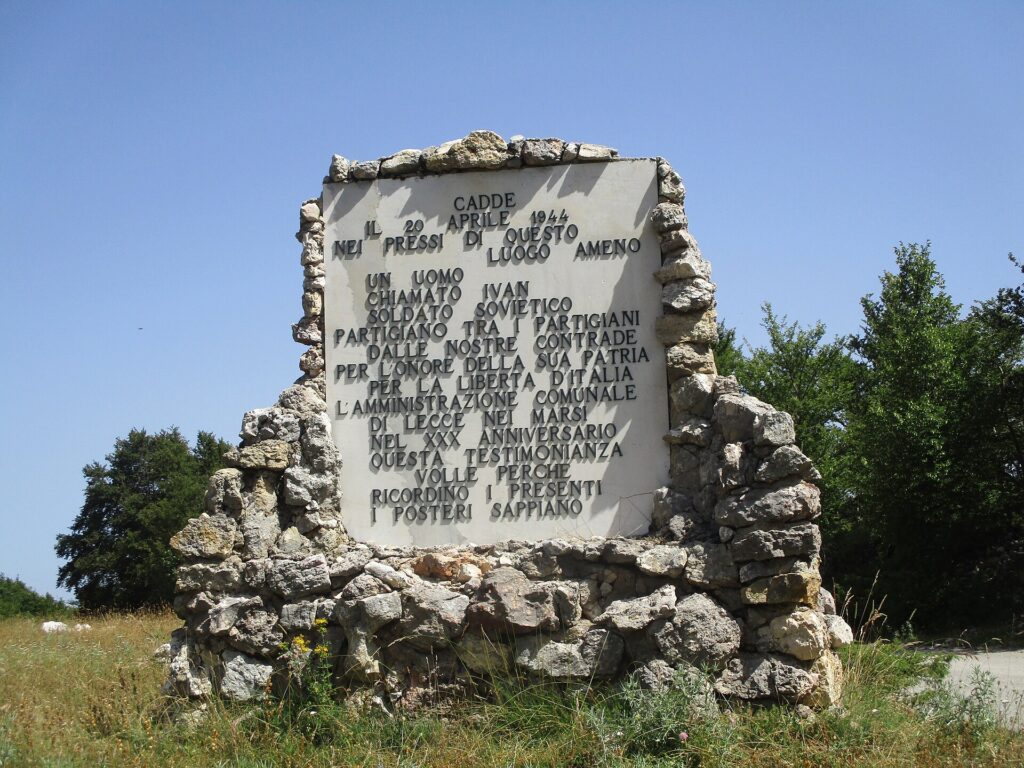 CADDE
IL 20 APRILE 1944
NEI PRESSI DI QUESTO
LUOGO AMENO
UN UOMO
CHIAMATO IVAN
SOLDATO SOVIETICO
PARTIGIANO TRA I PARTIGIANI
DALLE NOSTRE CONTRADE
PER L'ONORE DELLA SUA PATRIA
PER LA LIBERTA D'ITALIA
L'AMMINISTRAZIONE COMUNALE
DI LECCE NEI MARSI
NEL XXX ANNIVERSARIO
QUESTA TESTIMONIANZA
VOLLE PERCHE
RICORDINO I PRESENTI
I POSTERI SAPPIANO